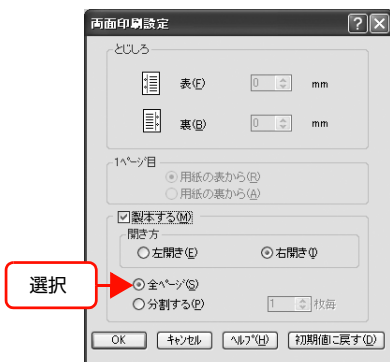 両面印刷設定
とじしろ
表(F) 0 mm
裏(B) 0 mm
1ページ目
用紙の表から(R)
用紙の裏から(A)
製本する(M)
開き方
左開き(E) 右開き(I)
選択 全ページ(S)
分割する(P) 1 枚毎
OK キャンセル ヘルプ(H) 初期値に戻す(D)